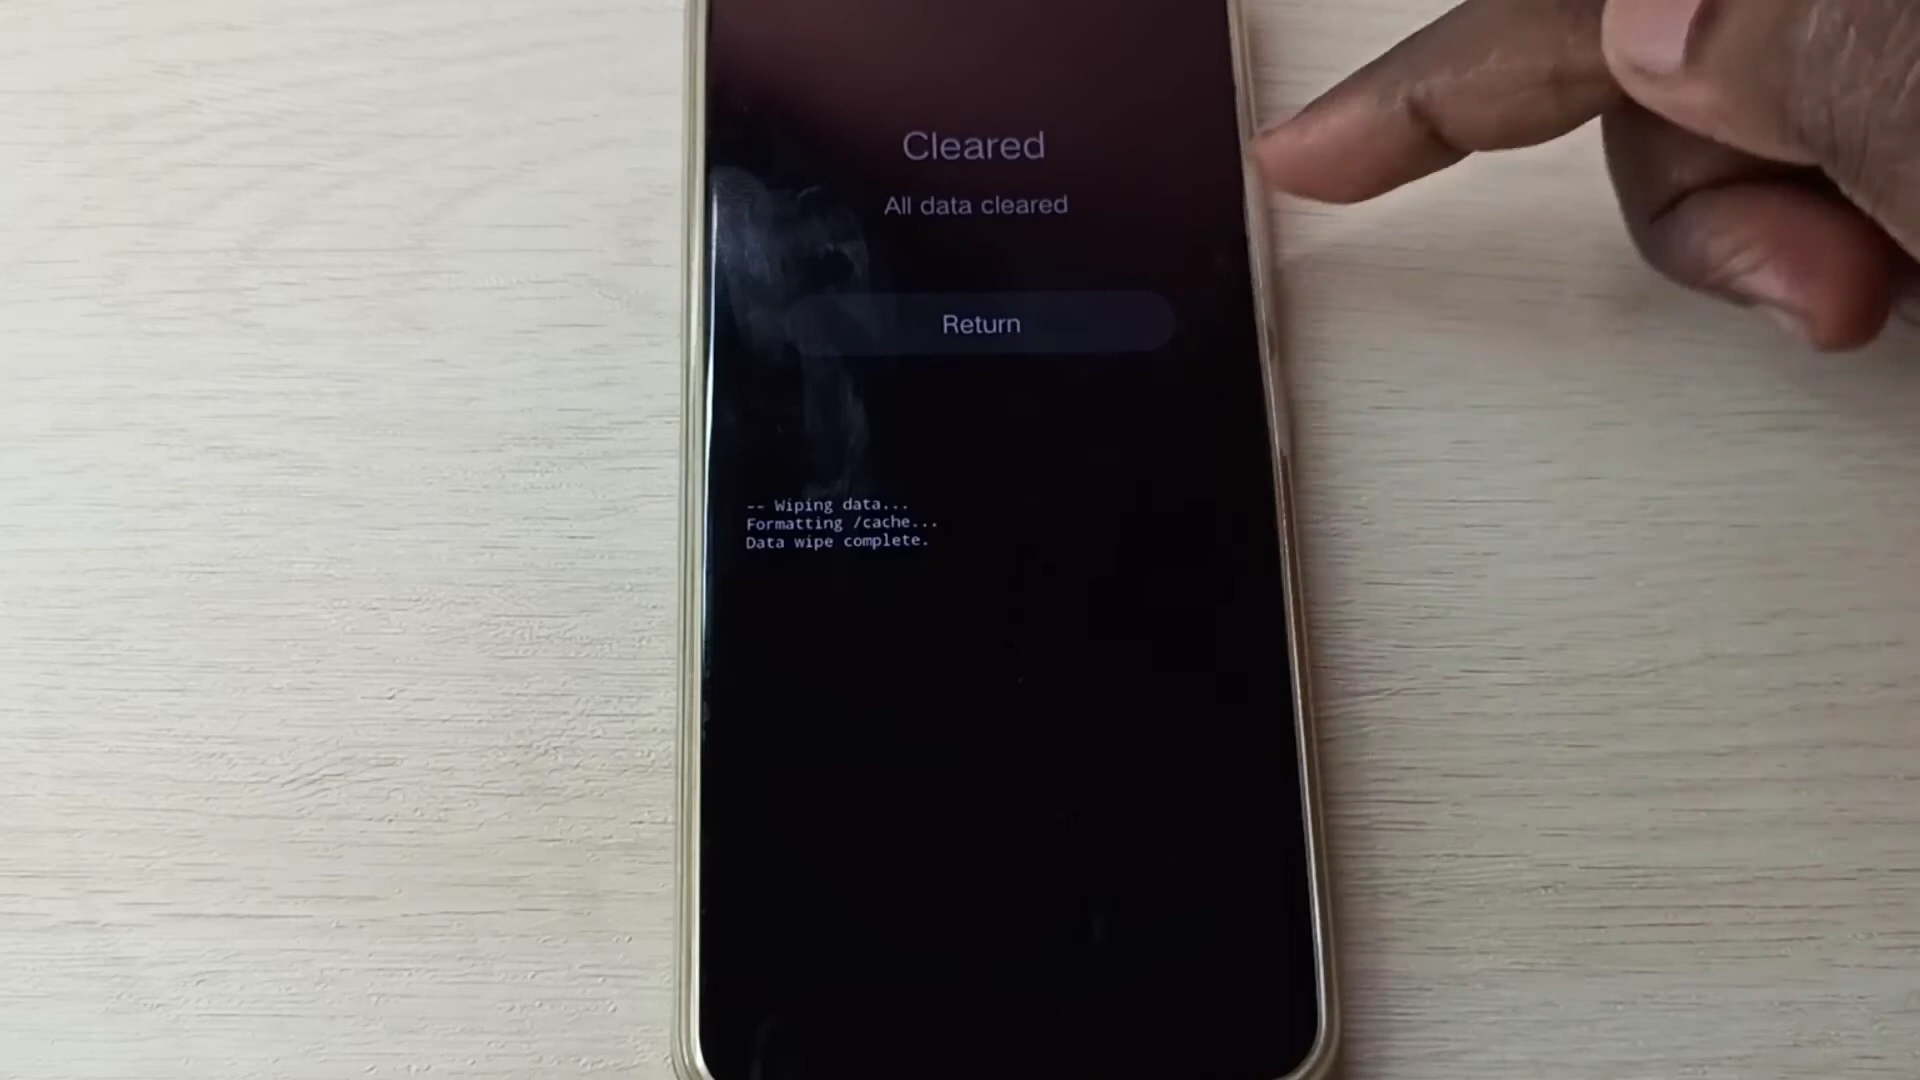 Cleared
All data cleared
Return
-- Wiping data...
Formatting /cache...
Data wipe complete.